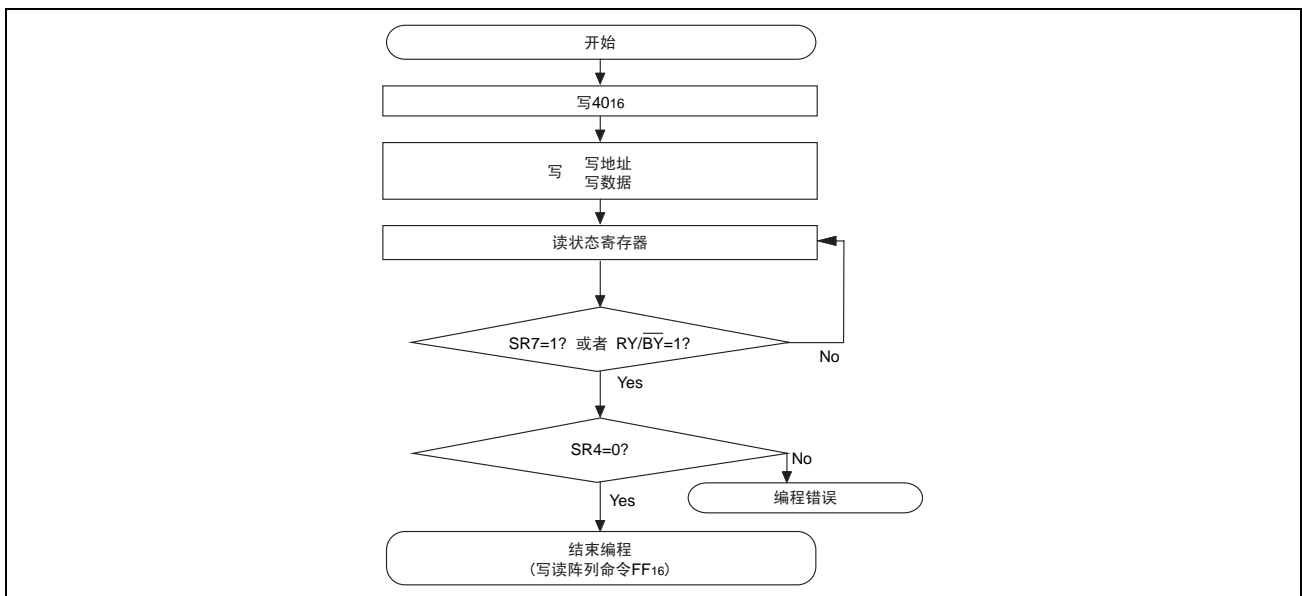 开始
写4016
写 写地址
写数据
读状态寄存器
SR7=1? 或者 RY/B̅Y̅=1?
No
Yes
SR4=0?
No
Yes
编程错误
结束编程
(写读阵列命令FF16)